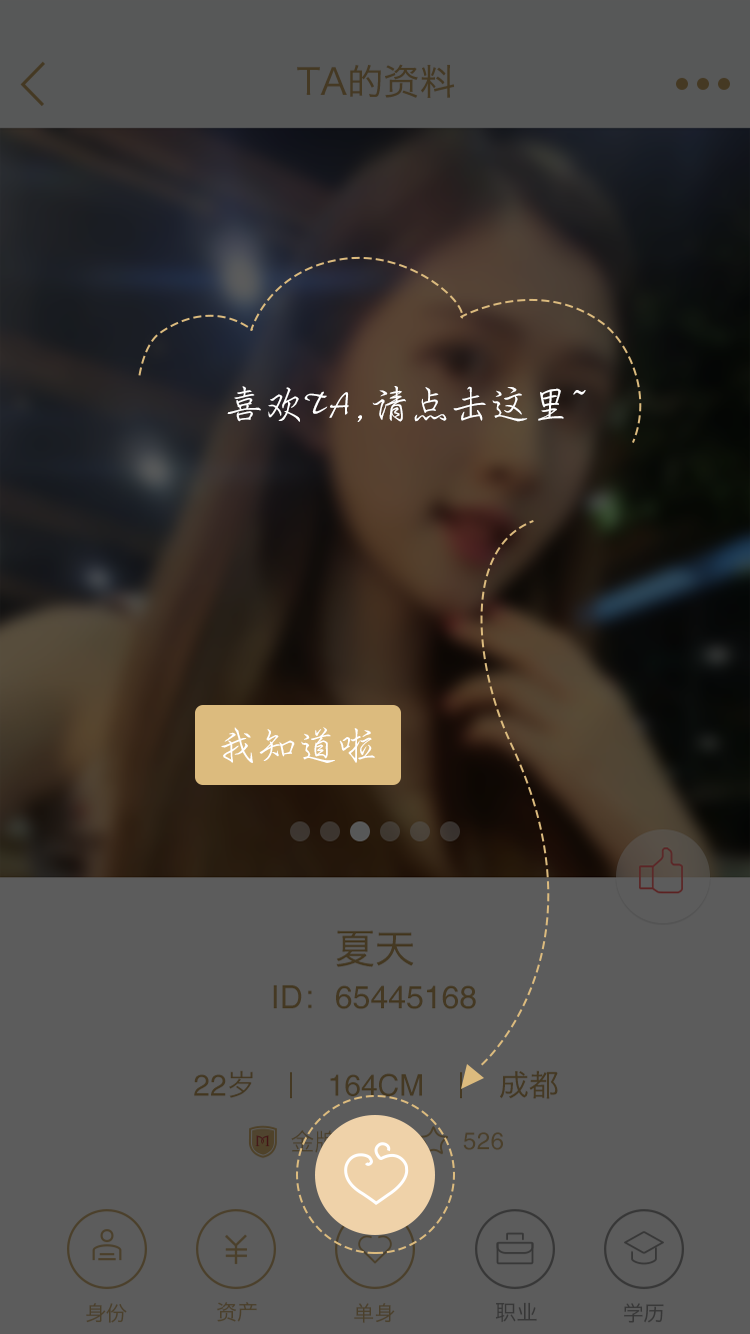 TA的资料
喜欢TA,请点击这里~
我知道啦
夏天
ID：65445168
22岁 | 164CM | 成都
金牌 526
身份 资产 单身 职业 学历